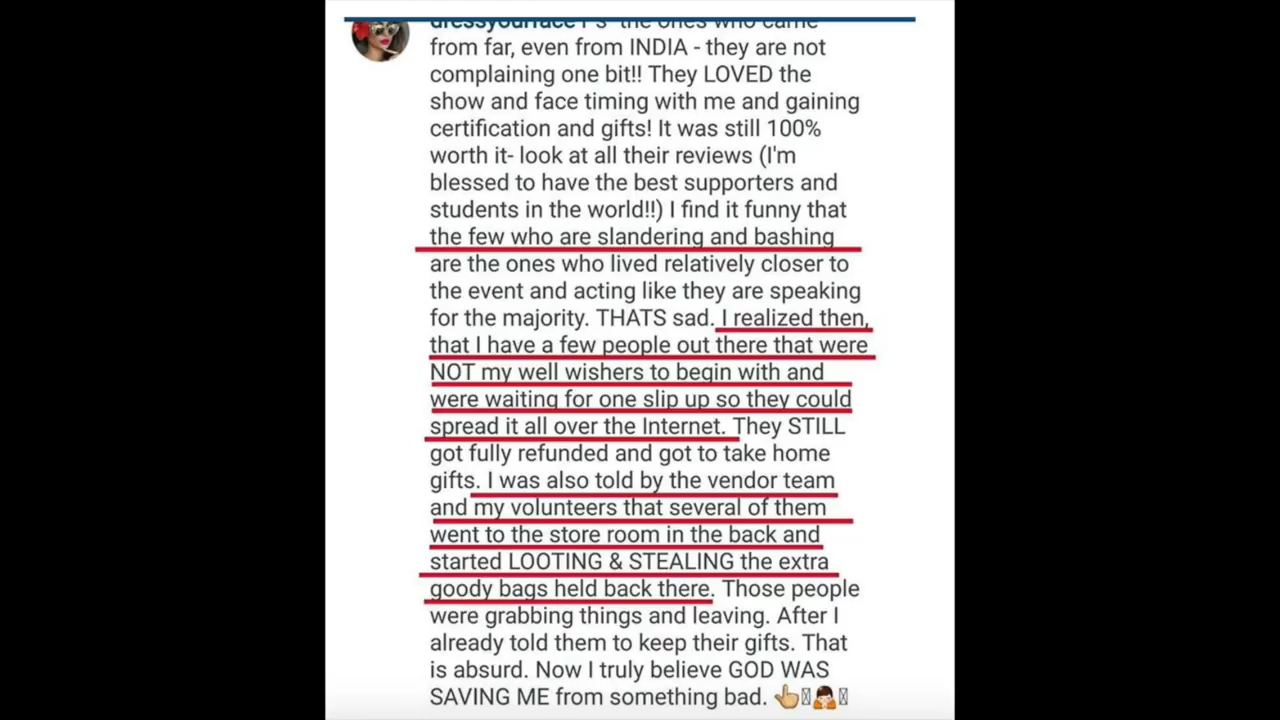 dressyourface PS- the ones who came
from far, even from INDIA - they are not
complaining one bit!! They LOVED the
show and face timing with me and gaining
certification and gifts! It was still 100%
worth it- look at all their reviews (I'm
blessed to have the best supporters and
students in the world!!) I find it funny that
the few who are slandering and bashing
are the ones who lived relatively closer to
the event and acting like they are speaking
for the majority. THATS sad. I realized then,
that I have a few people out there that were
NOT my well wishers to begin with and
were waiting for one slip up so they could
spread it all over the Internet. They STILL
got fully refunded and got to take home
gifts. I was also told by the vendor team
and my volunteers that several of them
went to the store room in the back and
started LOOTING & STEALING the extra
goody bags held back there. Those people
were grabbing things and leaving. After I
already told them to keep their gifts. That
is absurd. Now I truly believe GOD WAS
SAVING ME from something bad. 👆🙏